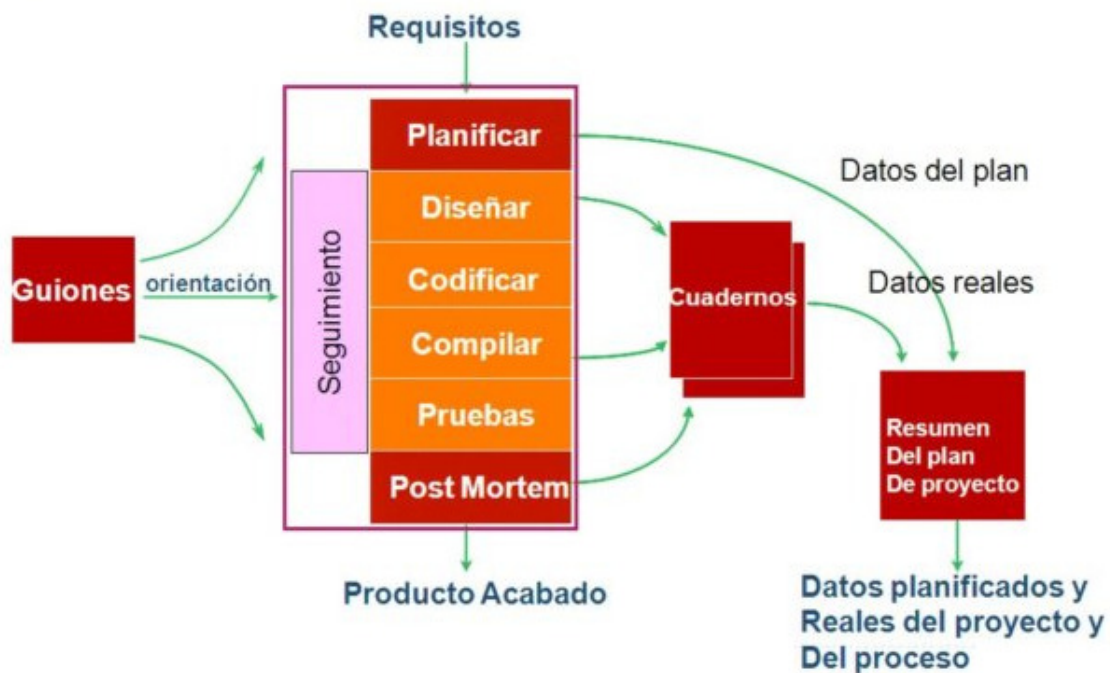 Requisitos
Planificar
Datos del plan
Diseñar
Guiones
orientación
Seguimiento
Codificar
Cuadernos
Datos reales
Compilar
Pruebas
Resumen
Del plan
De proyecto
Post Mortem
Producto Acabado
Datos planificados y
Reales del proyecto y
Del proceso